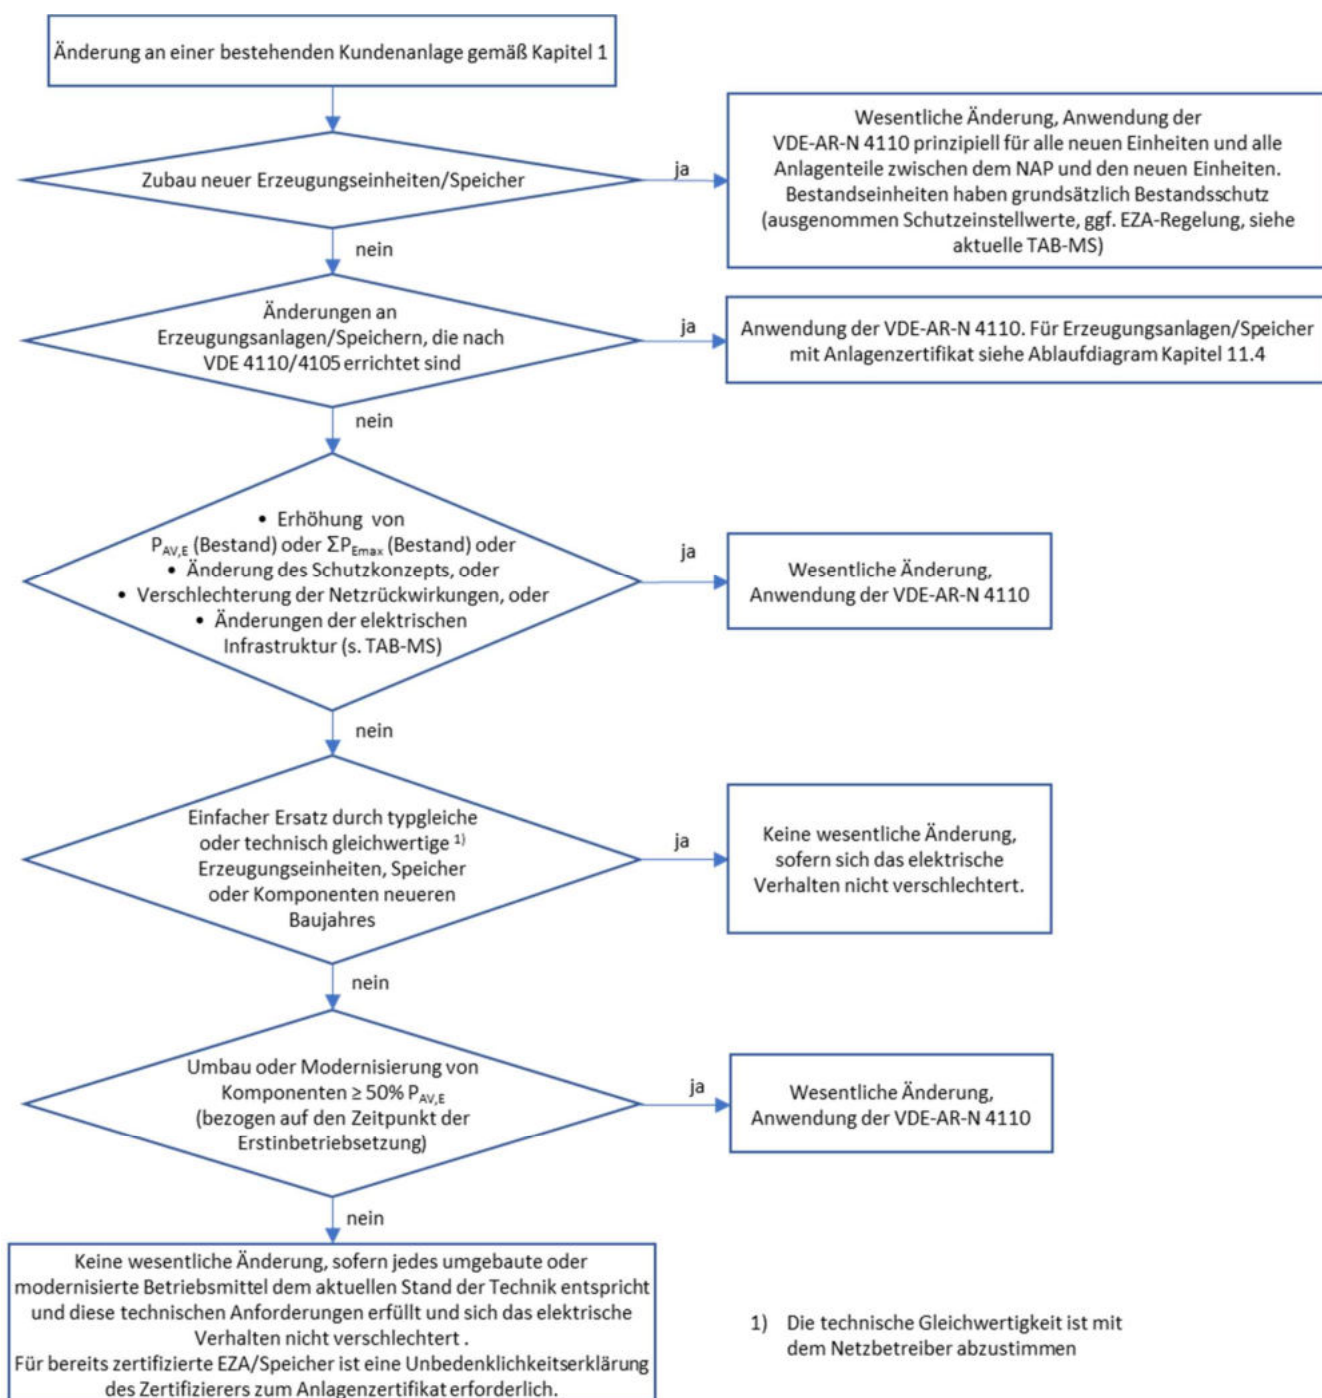 Änderung an einer bestehenden Kundenanlage gemäß Kapitel 1
Zubau neuer Erzeugungseinheiten/Speicher
ja
Wesentliche Änderung, Anwendung der
VDE-AR-N 4110 prinzipiell für alle neuen Einheiten und alle
Anlagenteile zwischen dem NAP und den neuen Einheiten.
Bestandseinheiten haben grundsätzlich Bestandsschutz
(ausgenommen Schutzeinstellwerte, ggf. EZA-Regelung, siehe
aktuelle TAB-MS)
nein
Änderungen an
Erzeugungsanlagen/Speichern, die nach
VDE 4110/4105 errichtet sind
ja
Anwendung der VDE-AR-N 4110. Für Erzeugungsanlagen/Speicher
mit Anlagenzertifikat siehe Ablaufdiagram Kapitel 11.4
nein
• Erhöhung von
P_AV,E (Bestand) oder ΣP_Emax (Bestand) oder
• Änderung des Schutzkonzepts, oder
• Verschlechterung der Netzrückwirkungen, oder
• Änderungen der elektrischen
Infrastruktur (s. TAB-MS)
ja
Wesentliche Änderung,
Anwendung der VDE-AR-N 4110
nein
Einfacher Ersatz durch typgleiche
oder technisch gleichwertige 1)
Erzeugungseinheiten, Speicher
oder Komponenten neueren
Baujahres
ja
Keine wesentliche Änderung,
sofern sich das elektrische
Verhalten nicht verschlechtert.
nein
Umbau oder Modernisierung von
Komponenten ≥ 50% P_AV,E
(bezogen auf den Zeitpunkt der
Erstinbetriebsetzung)
ja
Wesentliche Änderung,
Anwendung der VDE-AR-N 4110
nein
Keine wesentliche Änderung, sofern jedes umgebaute oder
modernisierte Betriebsmittel dem aktuellen Stand der Technik entspricht
und diese technischen Anforderungen erfüllt und sich das elektrische
Verhalten nicht verschlechtert .
Für bereits zertifizierte EZA/Speicher ist eine Unbedenklichkeitserklärung
des Zertifizierers zum Anlagenzertifikat erforderlich.
1) Die technische Gleichwertigkeit ist mit
dem Netzbetreiber abzustimmen